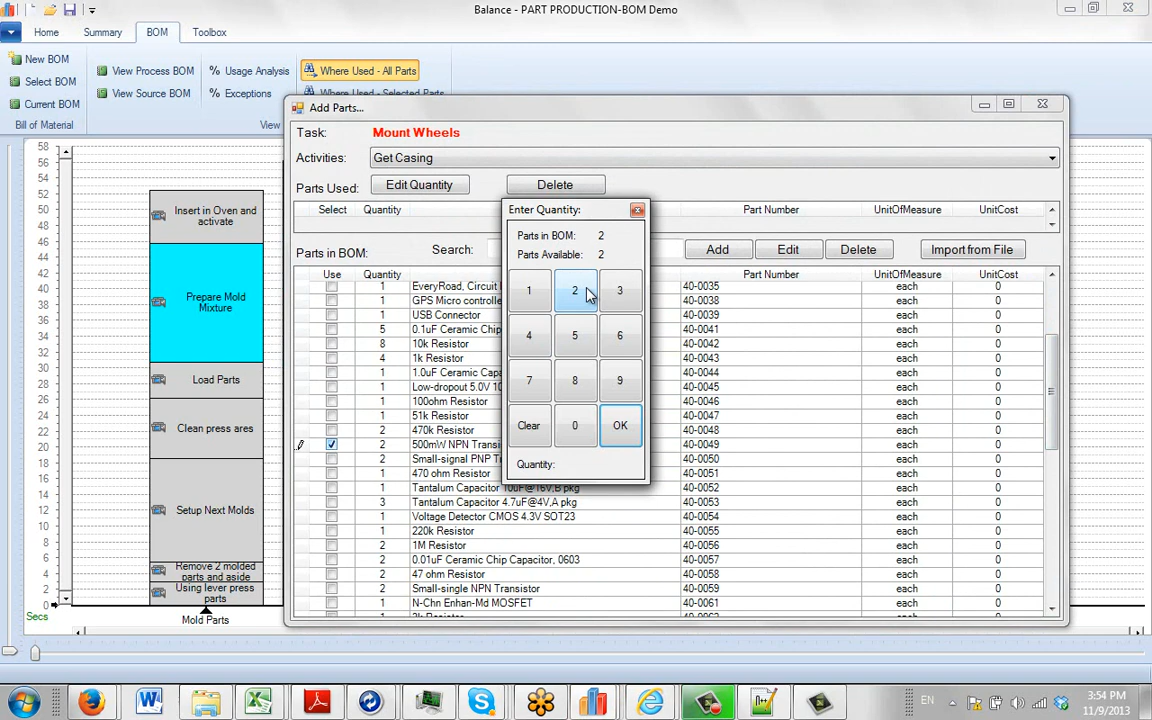 Balance - PART PRODUCTION-BOM Demo
Home Summary BOM Toolbox
New BOM
Select BOM
Current BOM
Bill of Material
View Process BOM
View Source BOM
% Usage Analysis
% Exceptions
Where Used - All Parts
Where Used - Selected Parts
View
Add Parts...
Task: Mount Wheels
Activities: Get Casing
Parts Used: Edit Quantity Delete
Select Quantity Part Number UnitOfMeasure UnitCost
Parts in BOM: Search: Add Edit Delete Import from File
Use Quantity Part Number UnitOfMeasure UnitCost
1 EveryRoad, Circuit 40-0035 each 0
1 GPS Micro controlle 40-0038 each 0
1 USB Connector 40-0039 each 0
5 0.1uF Ceramic Chip 40-0041 each 0
8 10k Resistor 40-0042 each 0
4 1k Resistor 40-0043 each 0
1 1.0uF Ceramic Cap 40-0044 each 0
1 Low-dropout 5.0V 10 40-0045 each 0
1 100ohm Resistor 40-0046 each 0
1 51k Resistor 40-0047 each 0
2 470k Resistor 40-0048 each 0
2 500mW NPN Transi 40-0049 each 0
2 Small-signal PNP T 40-0050 each 0
1 470 ohm Resistor 40-0051 each 0
1 Tantalum Capacitor 10uF@16V,B pkg 40-0052 each 0
3 Tantalum Capacitor 4.7uF@4V,A pkg 40-0053 each 0
1 Voltage Detector CMOS 4.3V SOT23 40-0054 each 0
1 220k Resistor 40-0055 each 0
2 1M Resistor 40-0056 each 0
2 0.01uF Ceramic Chip Capacitor, 0603 40-0057 each 0
2 47 ohm Resistor 40-0058 each 0
2 Small-single NPN Transistor 40-0059 each 0
1 N-Chn Enhan-Md MOSFET 40-0061 each 0
Enter Quantity:
Parts in BOM: 2
Parts Available: 2
1 2 3
4 5 6
7 8 9
Clear 0 OK
Quantity:
58
56
54
52
50
48
46
44
42
40
38
36
34
32
30
28
26
24
22
20
18
16
14
12
10
8
6
4
2
0
Secs
Insert in Oven and
activate
Prepare Mold
Mixture
Load Parts
Clean press ares
Setup Next Molds
Remove 2 molded
parts and aside
Using lever press
parts
Mold Parts
EN
3:54 PM
11/9/2013